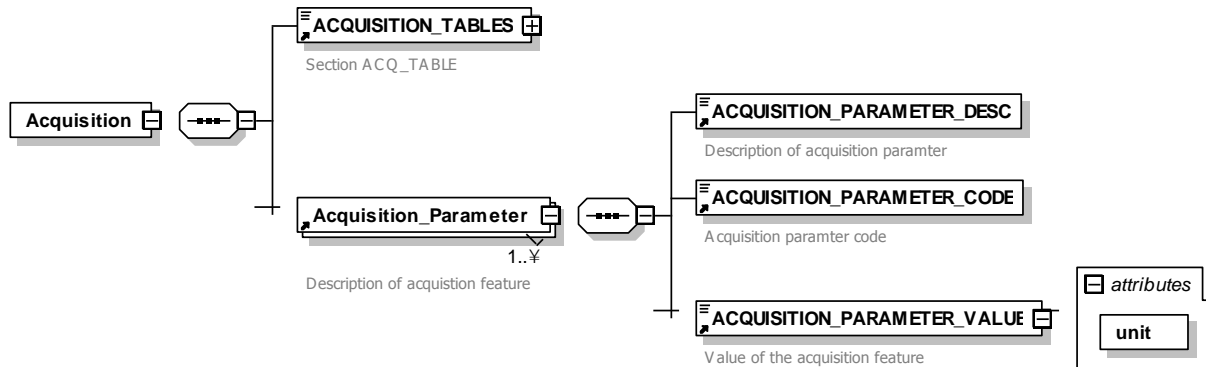 ACQUISITION_TABLES
Section ACQ_TABLE
Acquisition
ACQUISITION_PARAMETER_DESC
Description of acquisition paramter
ACQUISITION_PARAMETER_CODE
Acquisition paramter code
Acquisition_Parameter
1..¥
Description of acquistion feature
ACQUISITION_PARAMETER_VALUE
Value of the acquisition feature
attributes
unit